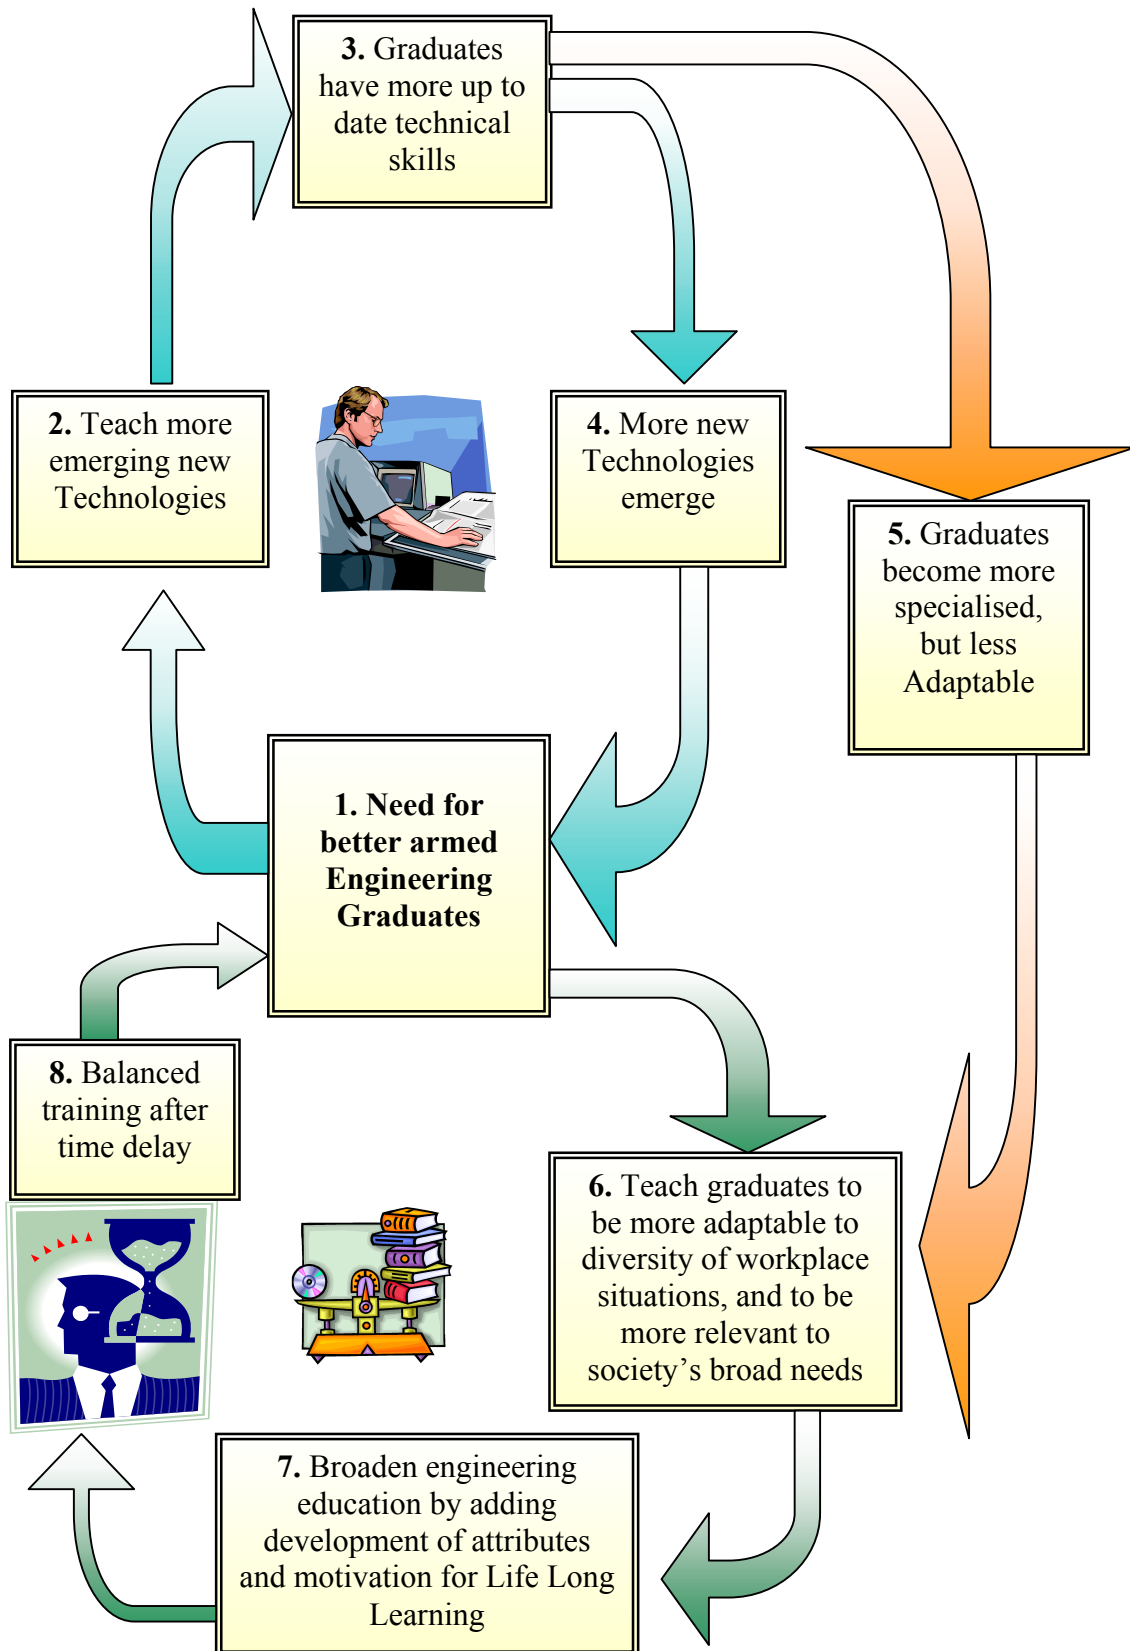 3. Graduates
have more up to
date technical
skills
2. Teach more
emerging new
Technologies
4. More new
Technologies
emerge
5. Graduates
become more
specialised,
but less
Adaptable
1. Need for
better armed
Engineering
Graduates
8. Balanced
training after
time delay
6. Teach graduates to
be more adaptable to
diversity of workplace
situations, and to be
more relevant to
society’s broad needs
7. Broaden engineering
education by adding
development of attributes
and motivation for Life Long
Learning